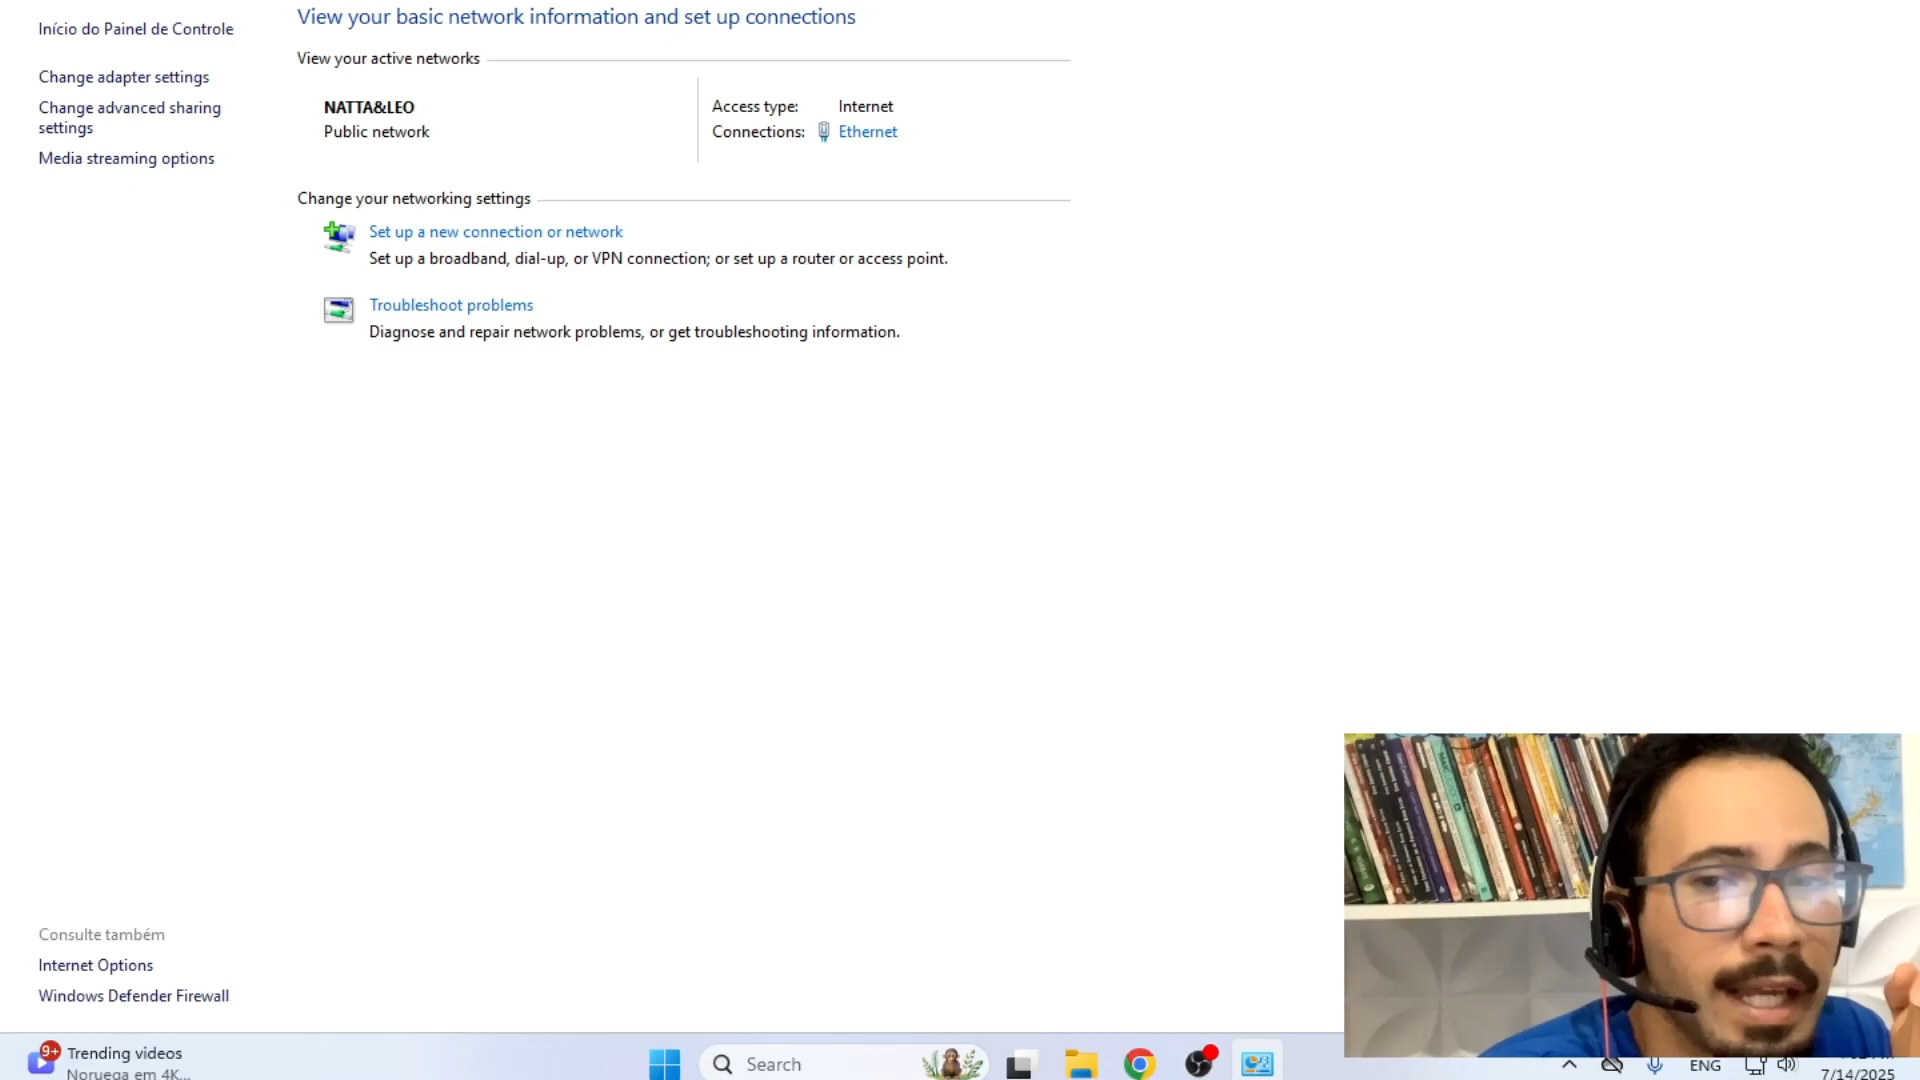 Início do Painel de Controle
Change adapter settings
Change advanced sharing
settings
Media streaming options
View your basic network information and set up connections
View your active networks
NATTA&LEO
Public network
Access type: Internet
Connections: Ethernet
Change your networking settings
Set up a new connection or network
Set up a broadband, dial-up, or VPN connection; or set up a router or access point.
Troubleshoot problems
Diagnose and repair network problems, or get troubleshooting information.
Consulte também
Internet Options
Windows Defender Firewall
9+
Trending videos
Noruega em 4K...
Search
ENG
7/14/2025